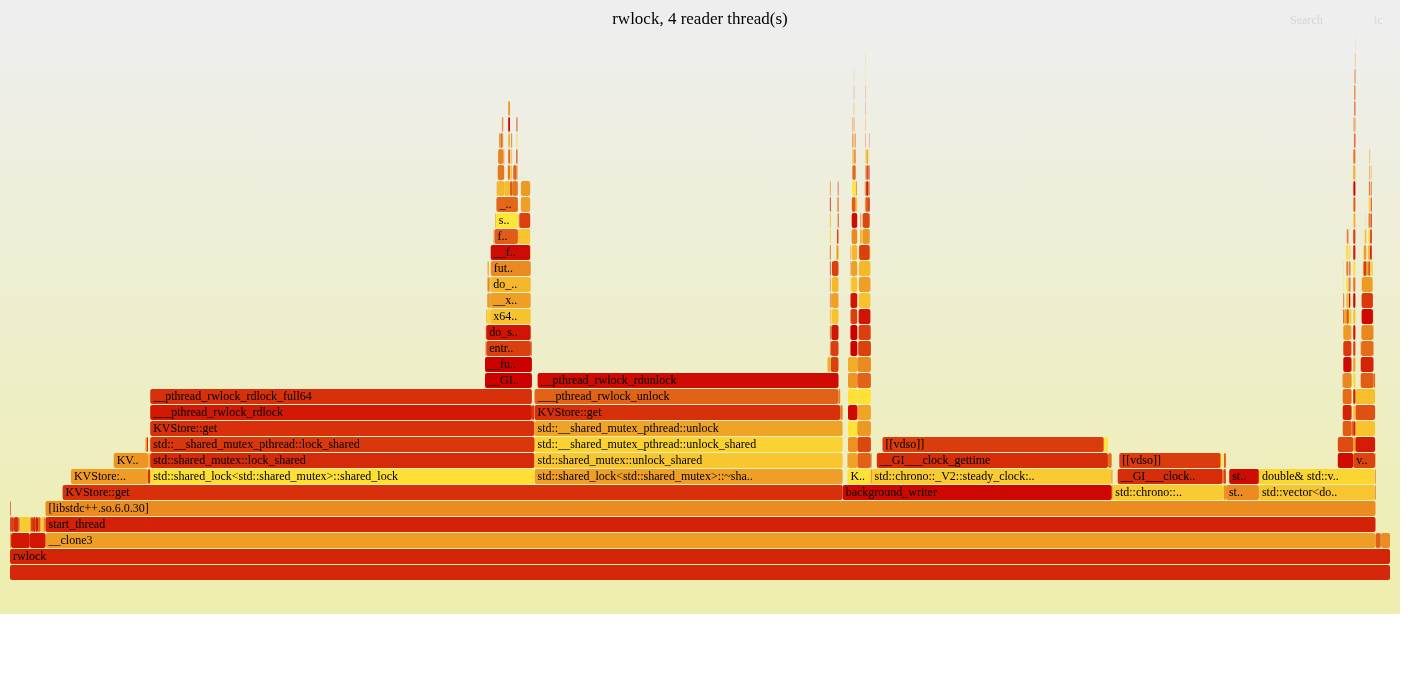 rwlock, 4 reader thread(s)
Search
ic
_..
s..
f..
__f..
fut..
do_..
__x..
x64..
do_s..
entr..
__fu..
__GI.. __pthread_rwlock_rdunlock
__pthread_rwlock_rdlock_full64 ___pthread_rwlock_unlock
___pthread_rwlock_rdlock KVStore::get
KVStore::get std::__shared_mutex_pthread::unlock
std::__shared_mutex_pthread::lock_shared std::__shared_mutex_pthread::unlock_shared [[vdso]]
KV.. std::shared_mutex::lock_shared std::shared_mutex::unlock_shared __GI___clock_gettime [[vdso]] v..
KVStore:.. std::shared_lock<std::shared_mutex>::shared_lock std::shared_lock<std::shared_mutex>::~sha.. K.. std::chrono::_V2::steady_clock:.. __GI___clock.. st.. double& std::v..
KVStore::get background_writer std::chrono::.. st.. std::vector<do..
[libstdc++.so.6.0.30]
start_thread
__clone3
rwlock